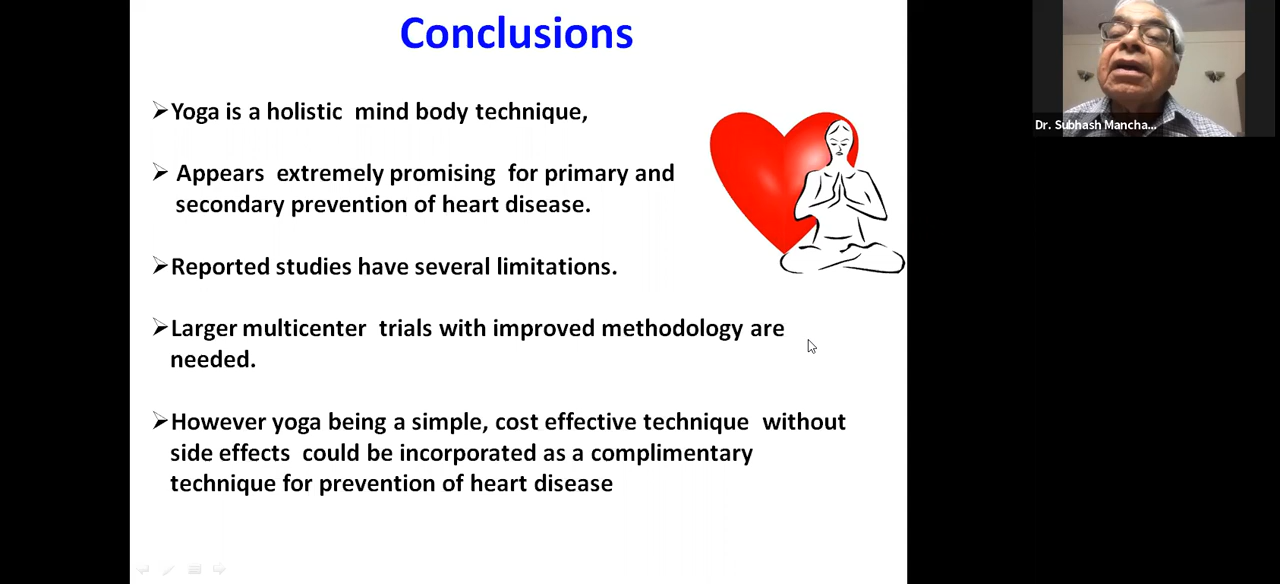 Conclusions
Yoga is a holistic mind body technique,
Appears extremely promising for primary and
secondary prevention of heart disease.
Reported studies have several limitations.
Larger multicenter trials with improved methodology are
needed.
However yoga being a simple, cost effective technique without
side effects could be incorporated as a complimentary
technique for prevention of heart disease
Dr. Subhash Mancha...